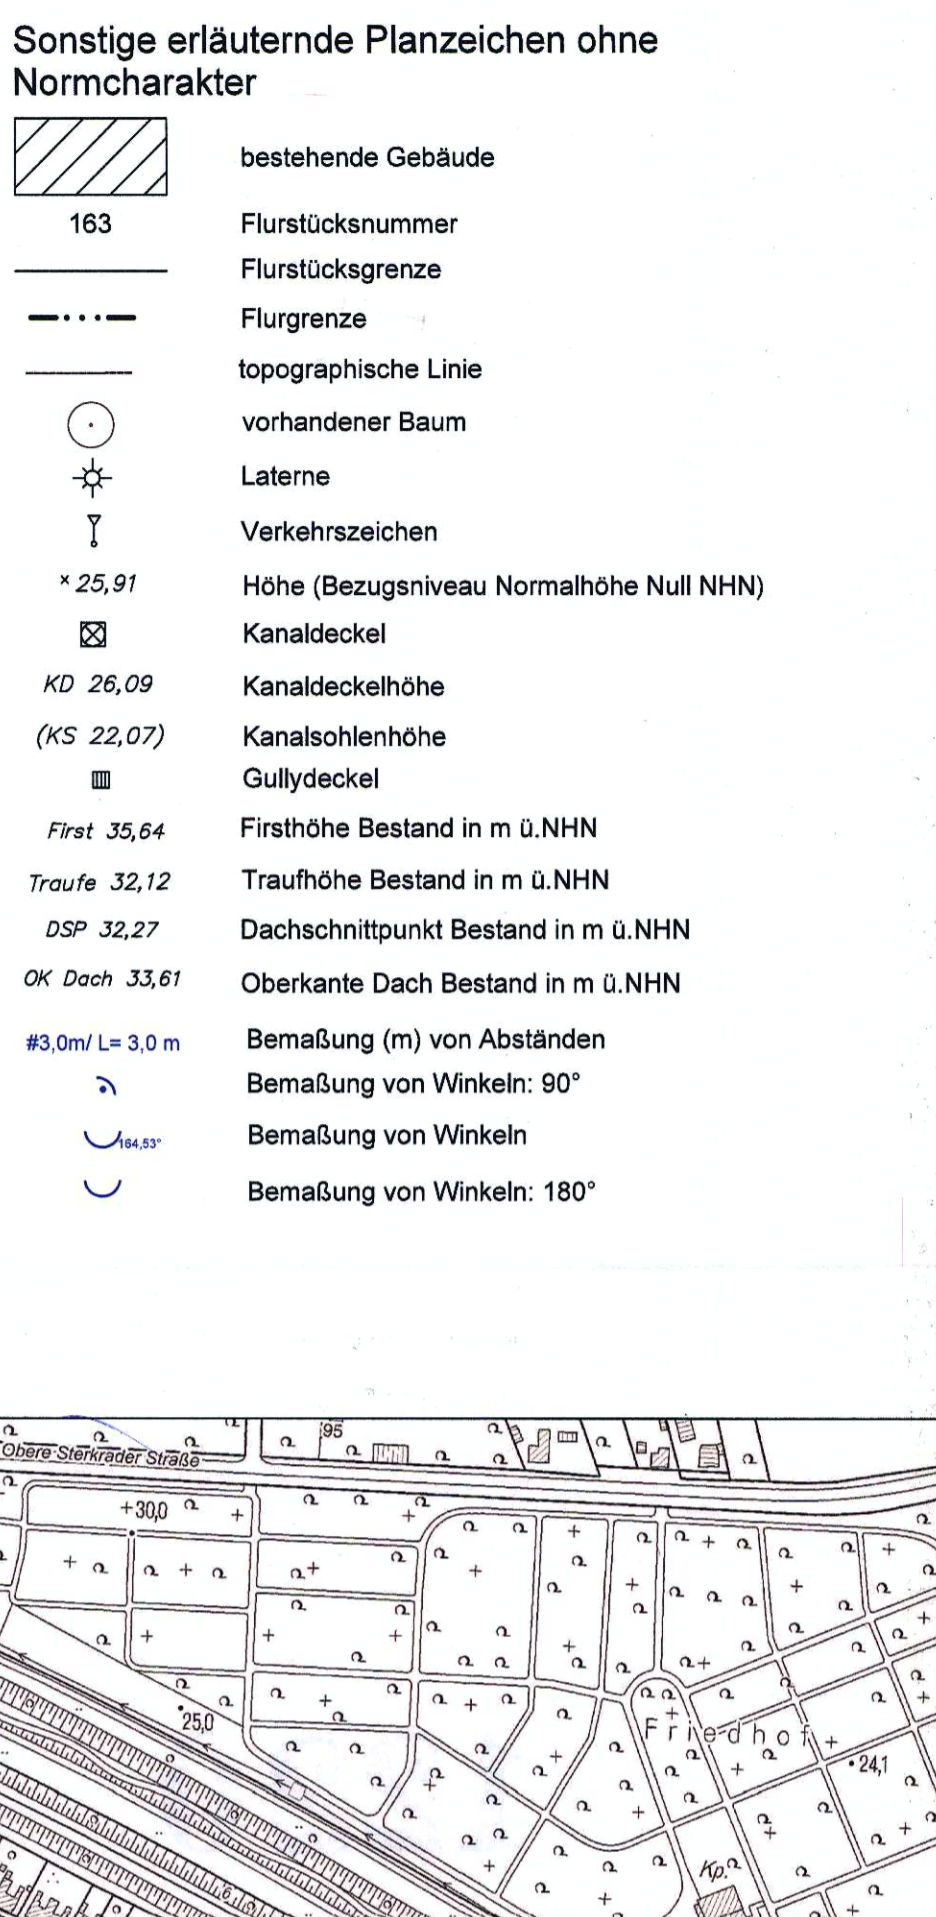 Sonstige erläuternde Planzeichen ohne
Normcharakter
bestehende Gebäude
163 Flurstücksnummer
Flurstücksgrenze
Flurgrenze
topographische Linie
vorhandener Baum
Laterne
Verkehrszeichen
× 25,91 Höhe (Bezugsniveau Normalhöhe Null NHN)
Kanaldeckel
KD 26,09 Kanaldeckelhöhe
(KS 22,07) Kanalsohlenhöhe
Gullydeckel
First 35,64 Firsthöhe Bestand in m ü.NHN
Traufe 32,12 Traufhöhe Bestand in m ü.NHN
DSP 32,27 Dachschnittpunkt Bestand in m ü.NHN
OK Dach 33,61 Oberkante Dach Bestand in m ü.NHN
#3,0m/ L= 3,0 m Bemaßung (m) von Abständen
Bemaßung von Winkeln: 90°
164,53° Bemaßung von Winkeln
Bemaßung von Winkeln: 180°
95
Obere Sterkrader Straße
30,0
25,0
Friedhof
24,1
Kp.